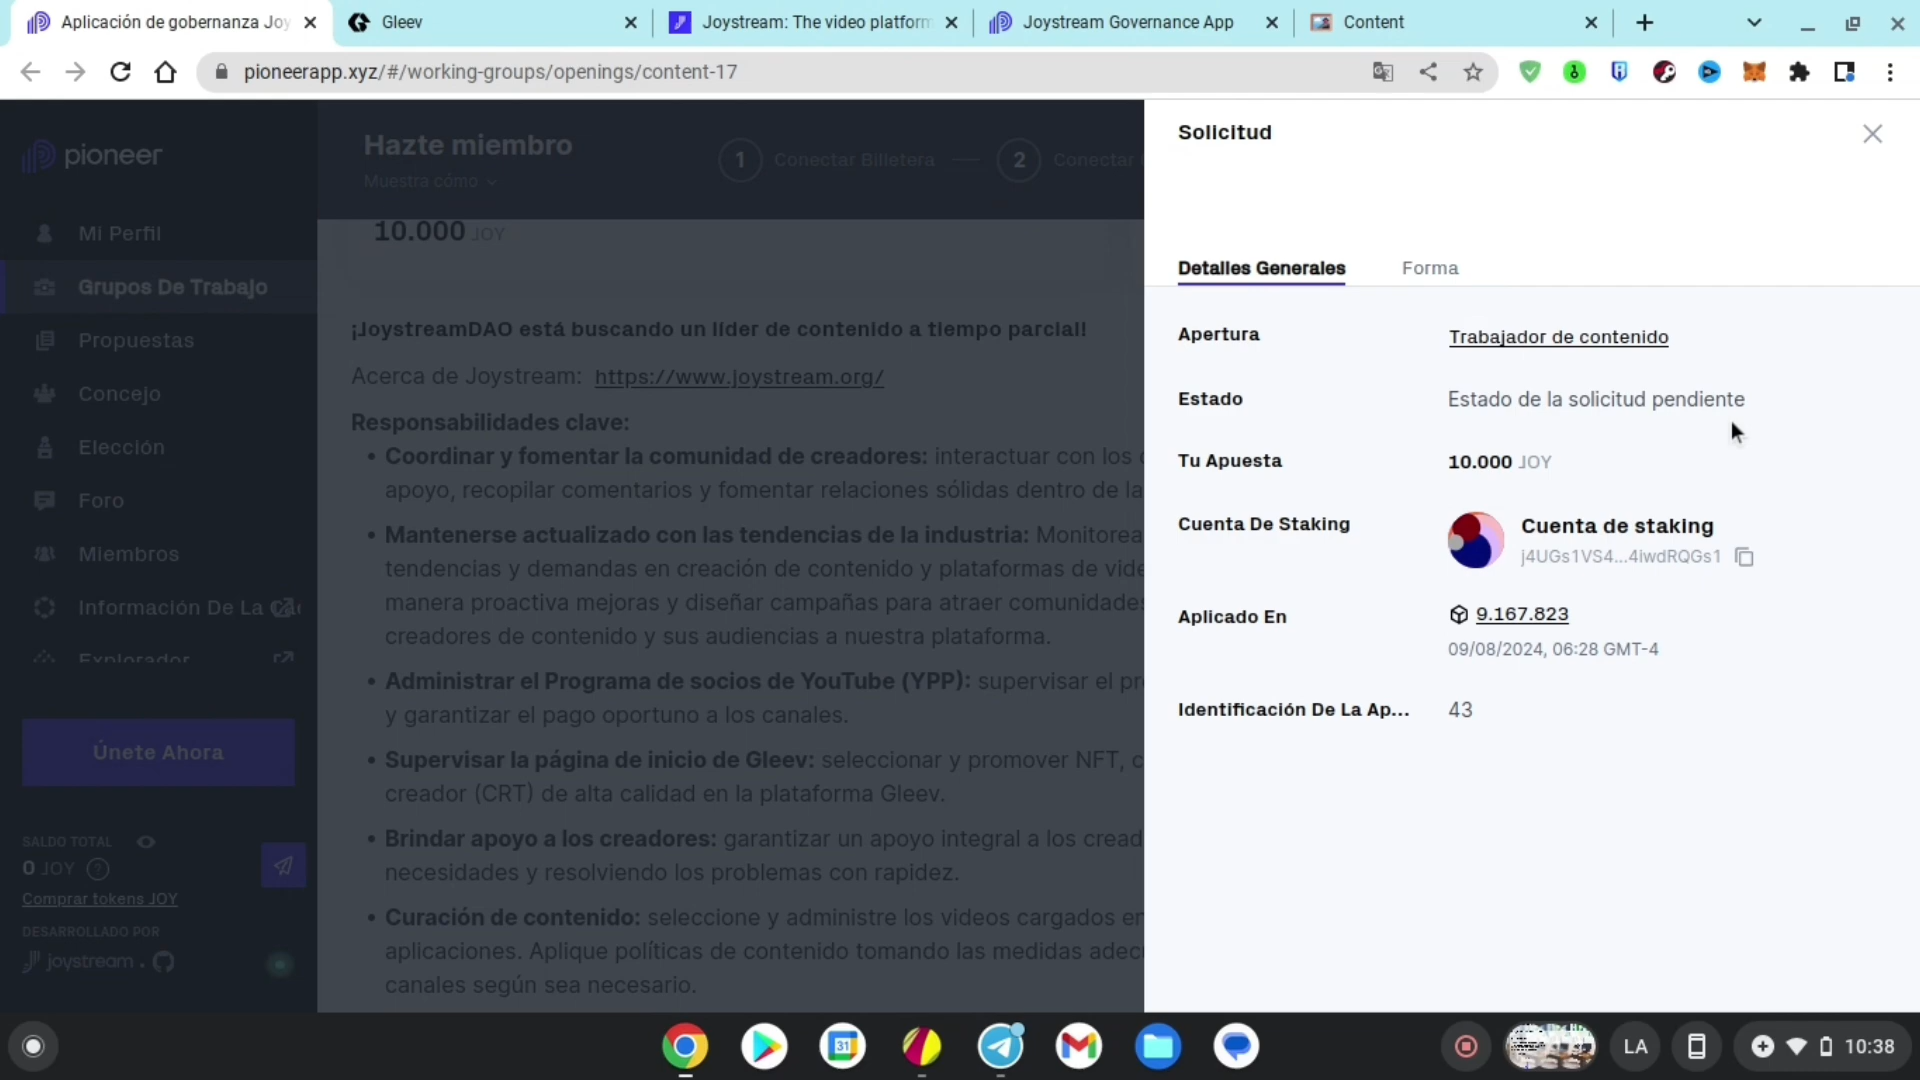 Aplicación de gobernanza Joy
Gleev
Joystream: The video platform
Joystream Governance App
Content
pioneerapp.xyz/#/working-groups/openings/content-17
pioneer
Mi Perfil
Grupos De Trabajo
Propuestas
Concejo
Elección
Foro
Miembros
Información De La
Explorador
Únete Ahora
SALDO TOTAL
0 JOY ?
Comprar tokens JOY
DESARROLLADO POR
joystream
Hazte miembro
Muestra cómo
1 Conectar Billetera
2 Conectar
10.000 JOY
¡JoystreamDAO está buscando un líder de contenido a tiempo parcial!
Acerca de Joystream: https://www.joystream.org/
Responsabilidades clave:
• Coordinar y fomentar la comunidad de creadores: interactuar con los
apoyo, recopilar comentarios y fomentar relaciones sólidas dentro de la
• Mantenerse actualizado con las tendencias de la industria: Monitorea
tendencias y demandas en creación de contenido y plataformas de vide
manera proactiva mejoras y diseñar campañas para atraer comunidades
creadores de contenido y sus audiencias a nuestra plataforma.
• Administrar el Programa de socios de YouTube (YPP): supervisar el pr
y garantizar el pago oportuno a los canales.
• Supervisar la página de inicio de Gleev: seleccionar y promover NFT, c
creador (CRT) de alta calidad en la plataforma Gleev.
• Brindar apoyo a los creadores: garantizar un apoyo integral a los cread
necesidades y resolviendo los problemas con rapidez.
• Curación de contenido: seleccione y administre los videos cargados en
aplicaciones. Aplique políticas de contenido tomando las medidas adec
canales según sea necesario.
Solicitud
Detalles Generales
Forma
Apertura
Trabajador de contenido
Estado
Estado de la solicitud pendiente
Tu Apuesta
10.000 JOY
Cuenta De Staking
Cuenta de staking
j4UGs1VS4...4iwdRQGs1
Aplicado En
9.167.823
09/08/2024, 06:28 GMT-4
Identificación De La Ap...
43
31
LA
10:38